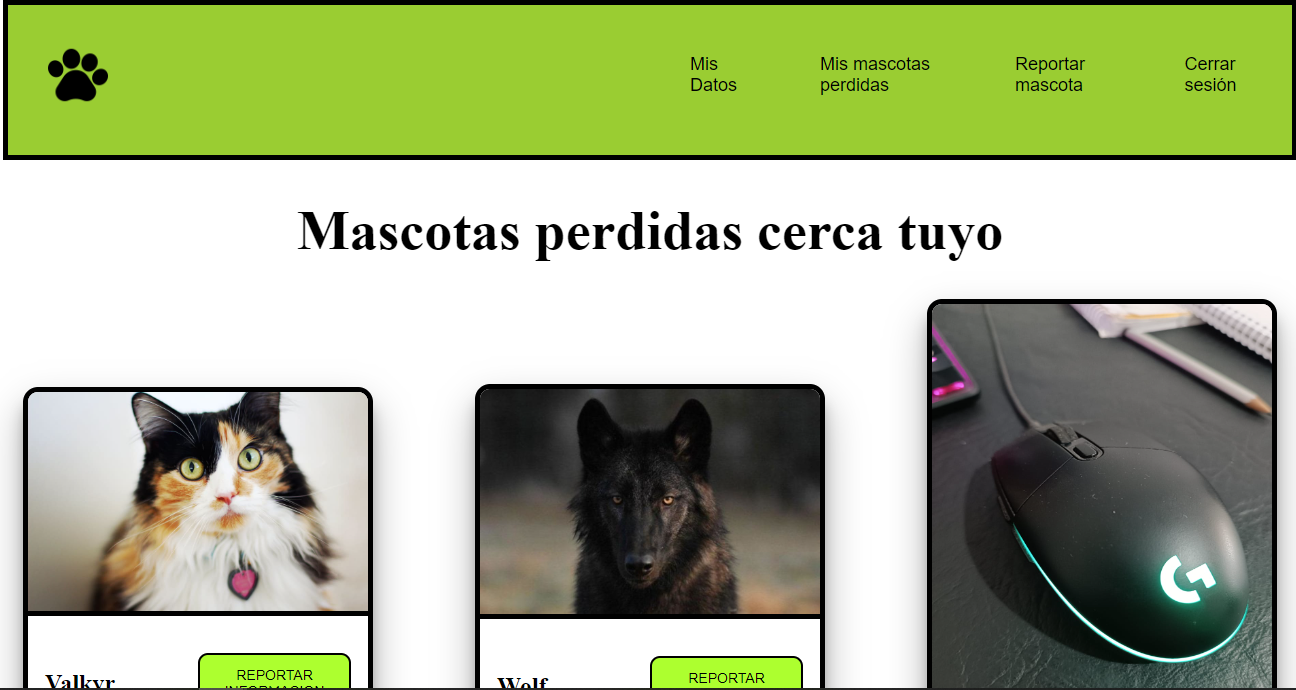 Mis
Datos
Mis mascotas
perdidas
Reportar
mascota
Cerrar
sesión
Mascotas perdidas cerca tuyo
G
Valkyr
REPORTAR
INFORMACION
Wolf
REPORTAR